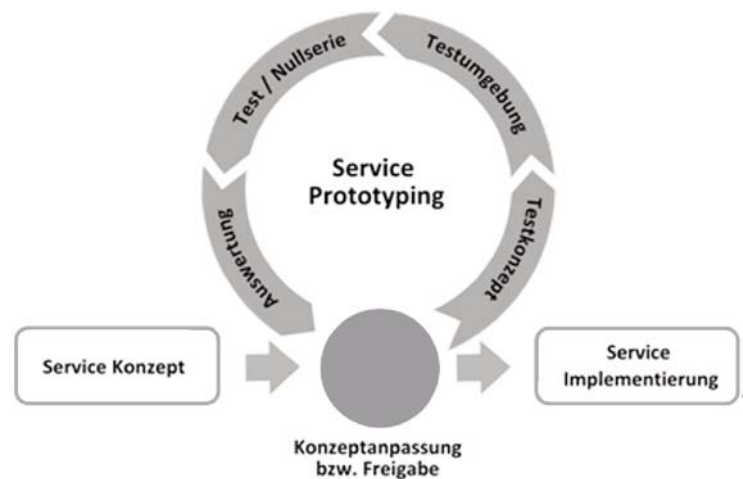 Test / Nullserie
Testumgebung
Service
Prototyping
Auswertung
Testkonzept
Service Konzept
Service
Implementierung
Konzeptanpassung
bzw. Freigabe